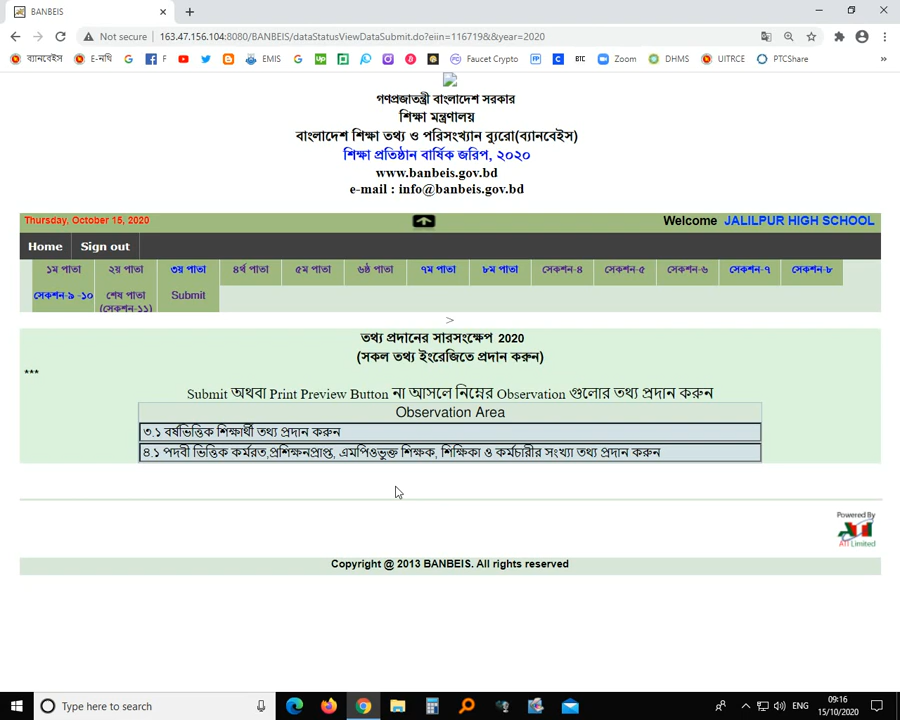 BANBEIS
Not secure | 163.47.156.104:8080/BANBEIS/dataStatusViewDataSubmit.do?eiin=116719&&year=2020
ব্যানবেইস E-নথি F EMIS Faucet Crypto BTC Zoom DHMS UITRCE PTCShare »
গণপ্রজাতন্ত্রী বাংলাদেশ সরকার
শিক্ষা মন্ত্রণালয়
বাংলাদেশ শিক্ষা তথ্য ও পরিসংখ্যান ব্যুরো(ব্যানবেইস)
শিক্ষা প্রতিষ্ঠান বার্ষিক জরিপ, ২০২০
www.banbeis.gov.bd
e-mail : info@banbeis.gov.bd
Thursday, October 15, 2020 Welcome JALILPUR HIGH SCHOOL
Home Sign out
১ম পাতা ২য় পাতা ৩য় পাতা ৪র্থ পাতা ৫ম পাতা ৬ষ্ঠ পাতা ৭ম পাতা ৮ম পাতা সেকশন-৪ সেকশন-৫ সেকশন-৬ সেকশন-৭ সেকশন-৮
সেকশন-৯ -১০ শেষ পাতা Submit
(সেকশন-১১)
>
তথ্য প্রদানের সারসংক্ষেপ 2020
(সকল তথ্য ইংরেজিতে প্রদান করুন)
***
Submit অথবা Print Preview Button না আসলে নিম্নের Observation গুলোর তথ্য প্রদান করুন
Observation Area
৩.১ বর্ষভিত্তিক শিক্ষার্থী তথ্য প্রদান করুন
৪.১ পদবী ভিত্তিক কর্মরত,প্রশিক্ষনপ্রাপ্ত, এমপিওভুক্ত শিক্ষক, শিক্ষিকা ও কর্মচারীর সংখ্যা তথ্য প্রদান করুন
Powered By
ATI Limited
Copyright @ 2013 BANBEIS. All rights reserved
Type here to search
ENG
09:16
15/10/2020